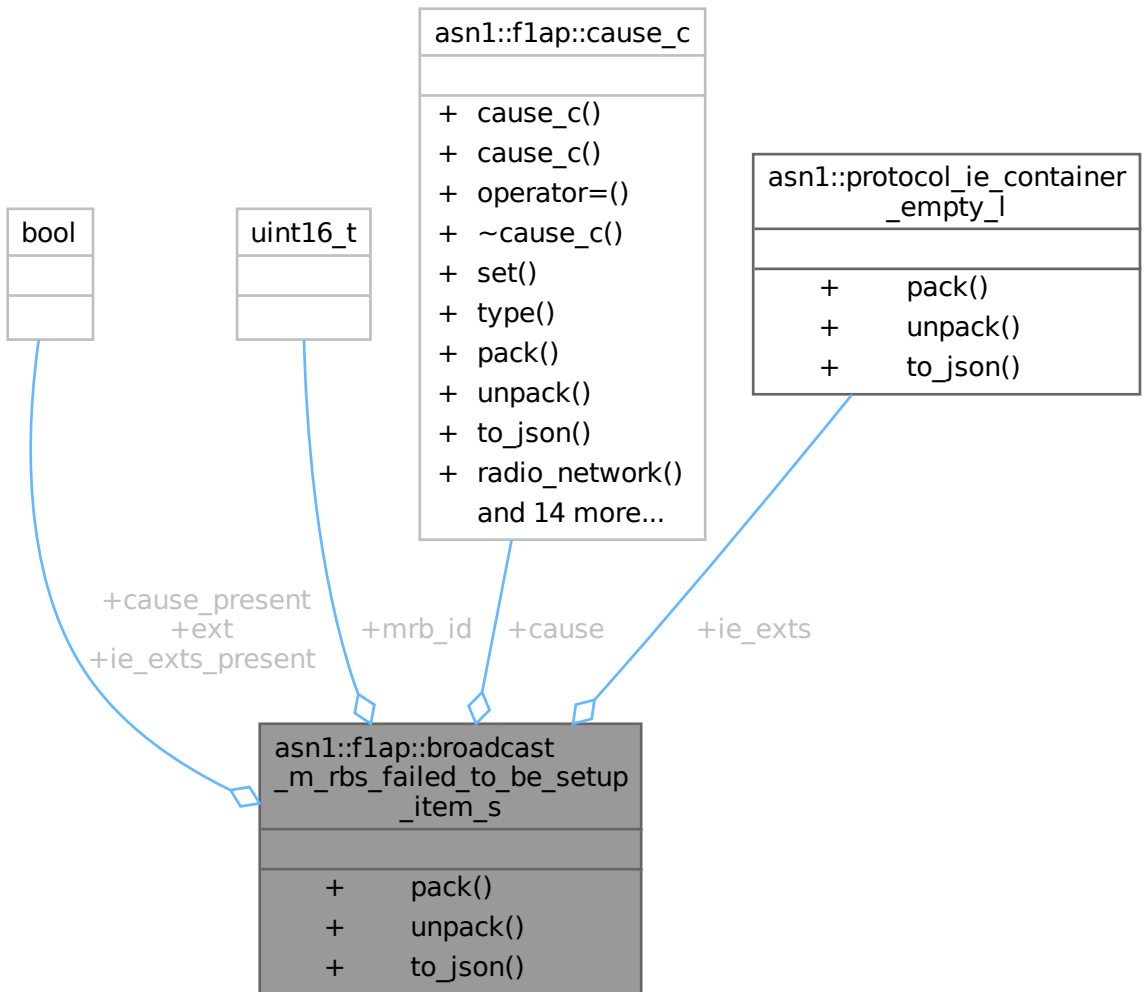 asn1::f1ap::cause_c
+ cause_c()
+ cause_c()
+ operator=()
+ ~cause_c()
+ set()
+ type()
+ pack()
+ unpack()
+ to_json()
+ radio_network()
and 14 more...
asn1::protocol_ie_container
_empty_l
+ pack()
+ unpack()
+ to_json()
bool
uint16_t
+cause_present
+ext
+ie_exts_present
+mrb_id
+cause
+ie_exts
asn1::f1ap::broadcast
_m_rbs_failed_to_be_setup
_item_s
+ pack()
+ unpack()
+ to_json()